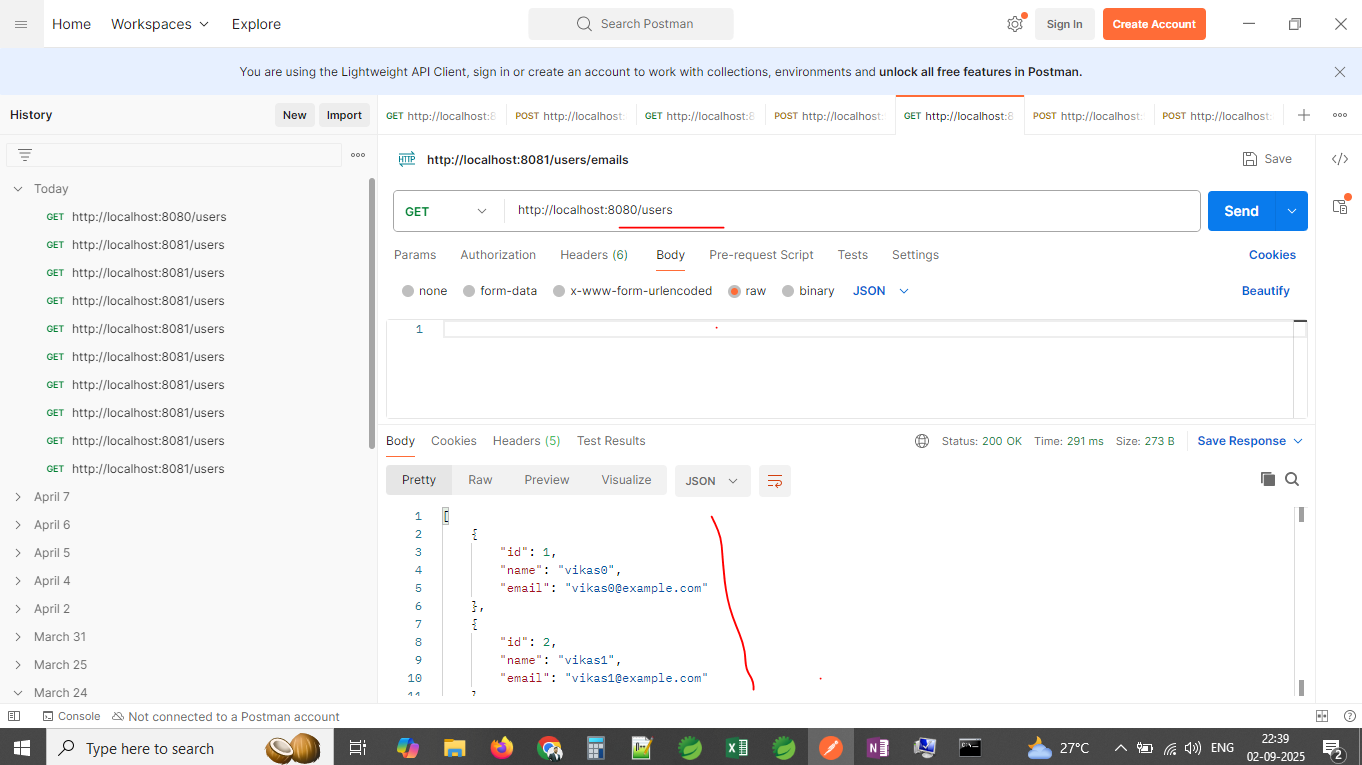 Home Workspaces Explore Search Postman Sign In Create Account
You are using the Lightweight API Client, sign in or create an account to work with collections, environments and unlock all free features in Postman.
History New Import
GET http://localhost:8 POST http://localhost: GET http://localhost:8 POST http://localhost: GET http://localhost:8 POST http://localhost: POST http://localhost:
HTTP http://localhost:8081/users/emails Save
GET http://localhost:8080/users Send
Params Authorization Headers (6) Body Pre-request Script Tests Settings Cookies
none form-data x-www-form-urlencoded raw binary JSON Beautify
1
Today
GET http://localhost:8080/users
GET http://localhost:8081/users
GET http://localhost:8081/users
GET http://localhost:8081/users
GET http://localhost:8081/users
GET http://localhost:8081/users
GET http://localhost:8081/users
GET http://localhost:8081/users
GET http://localhost:8081/users
GET http://localhost:8081/users
April 7
April 6
April 5
April 4
April 2
March 31
March 25
March 24
Body Cookies Headers (5) Test Results Status: 200 OK Time: 291 ms Size: 273 B Save Response
Pretty Raw Preview Visualize JSON
1 [
2 {
3 "id": 1,
4 "name": "vikas0",
5 "email": "vikas0@example.com"
6 },
7 {
8 "id": 2,
9 "name": "vikas1",
10 "email": "vikas1@example.com"
11 }
Console Not connected to a Postman account
Type here to search 27°C ENG 22:39
02-09-2025 2